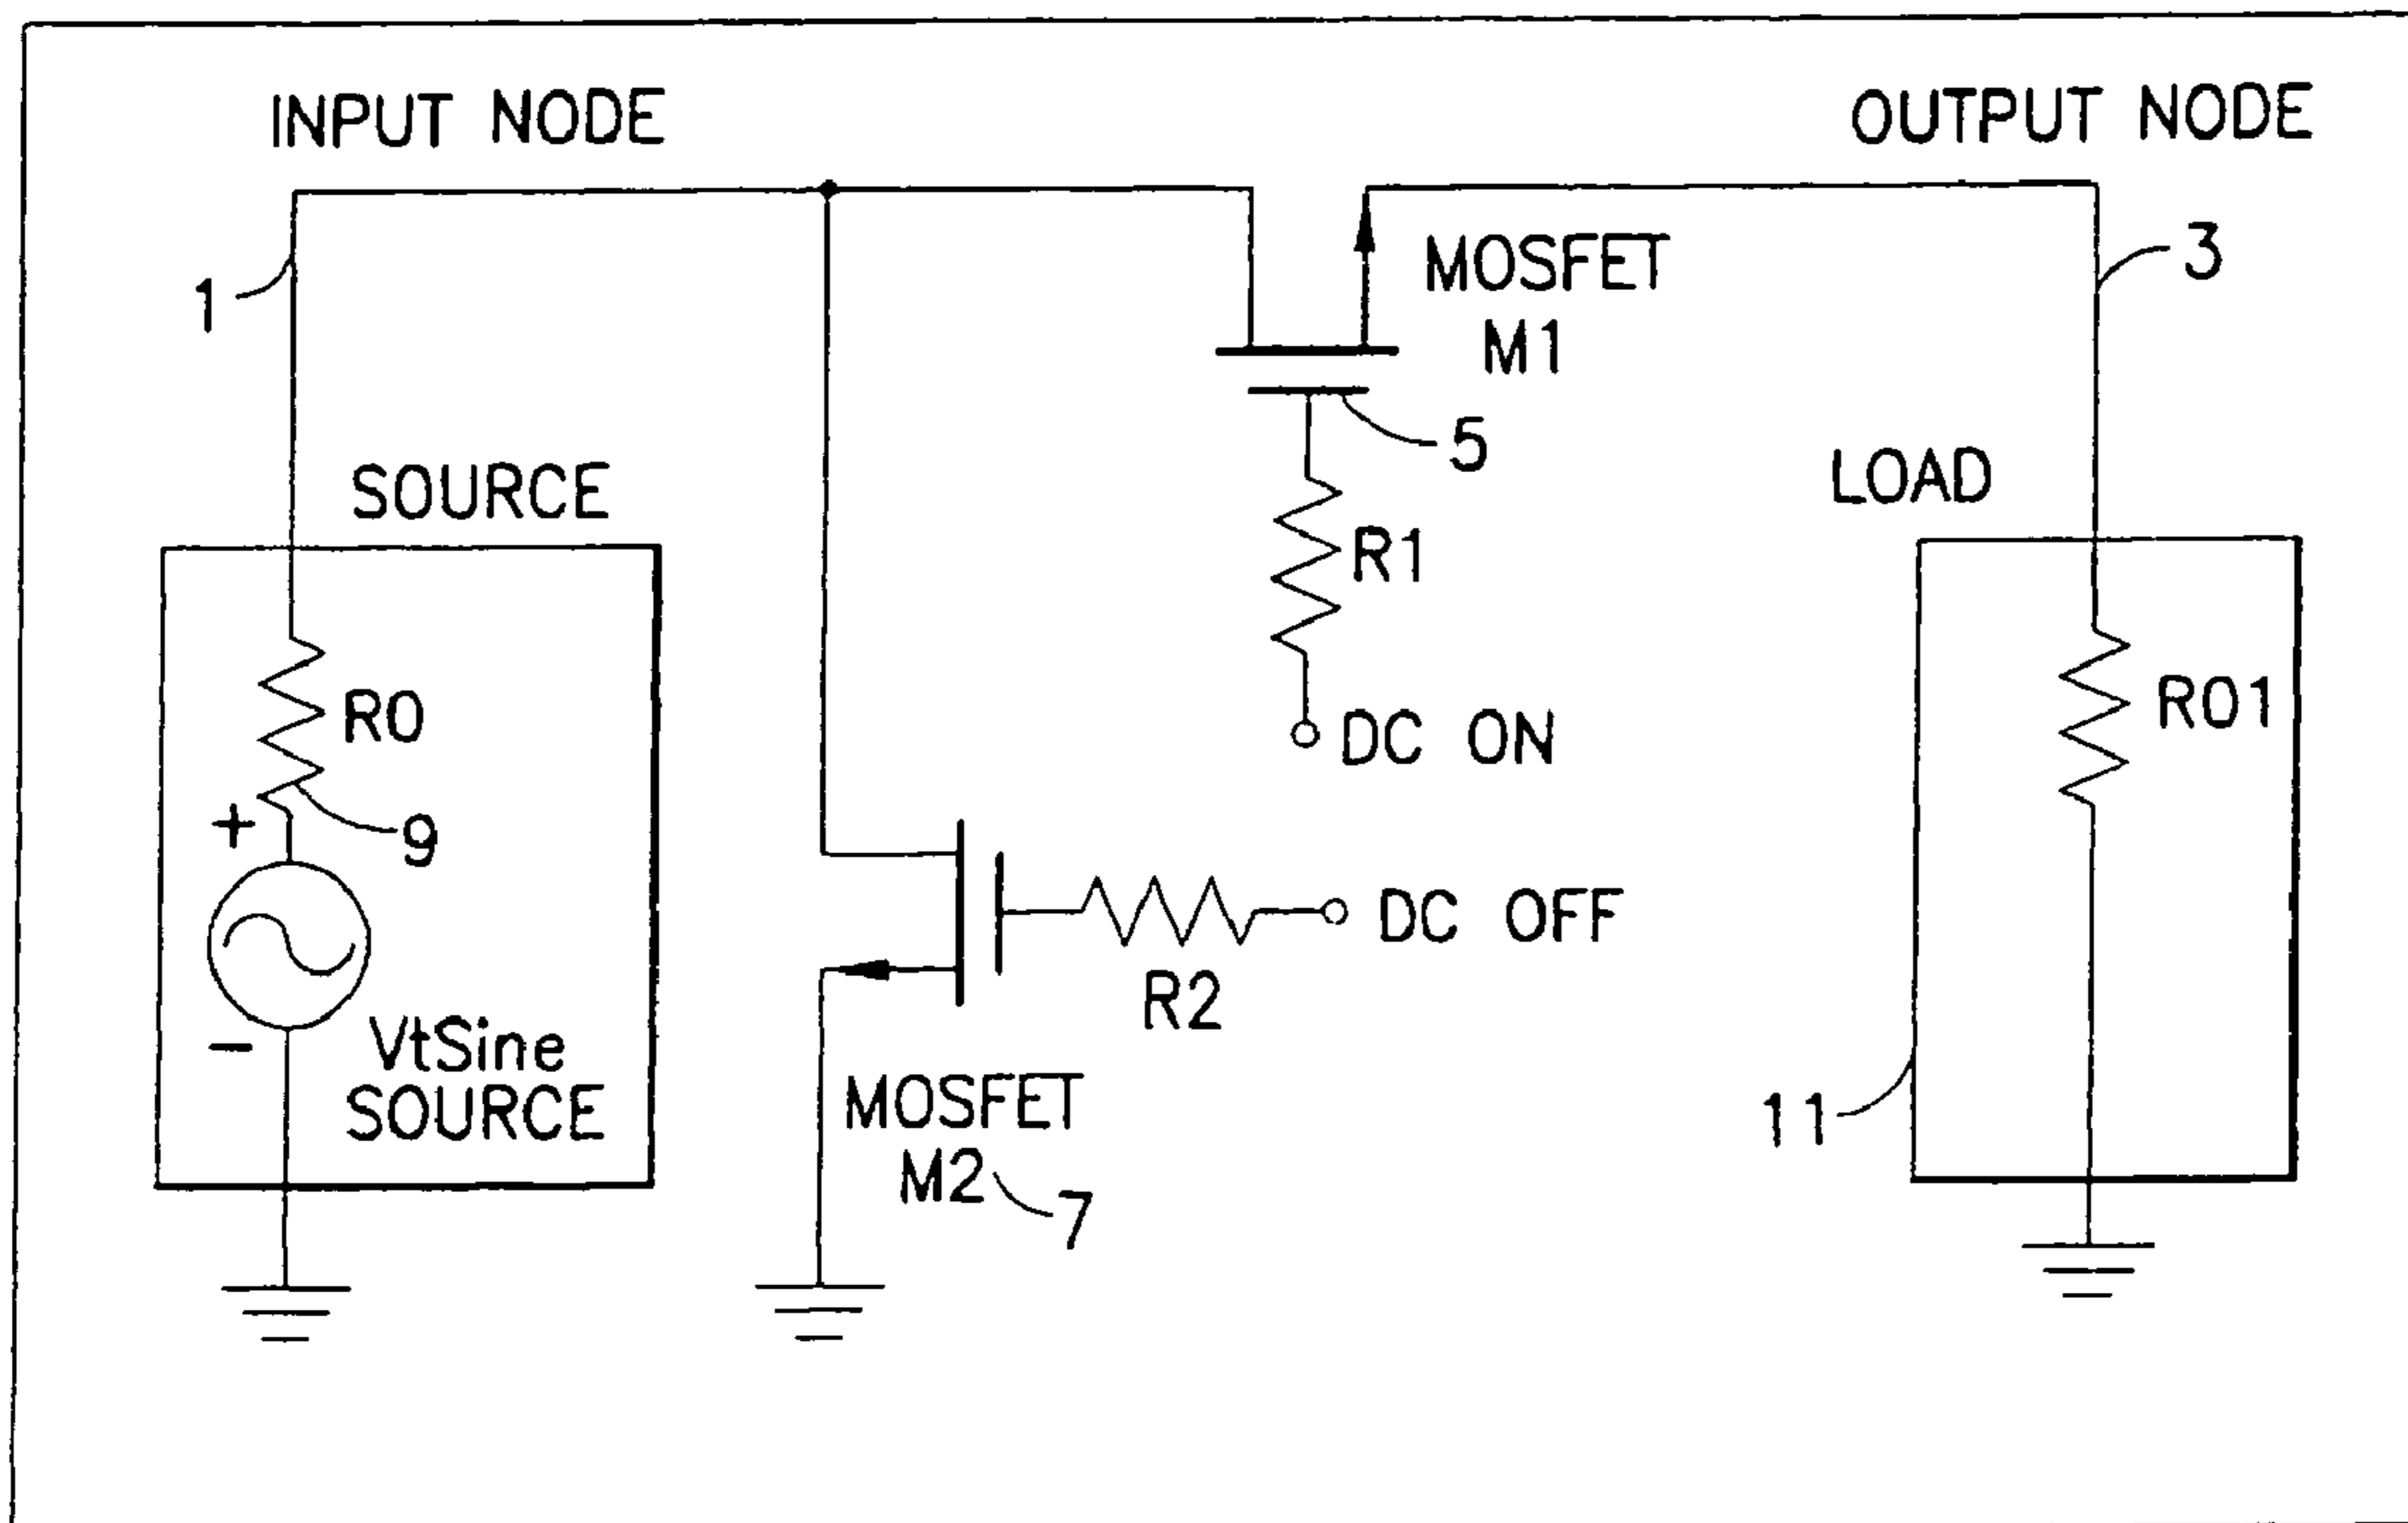 INPUT NODE
OUTPUT NODE
1
MOSFET
M1
3
5
SOURCE
LOAD
R1
R0
R01
DC ON
+
9
DC OFF
R2
−
VtSine
SOURCE
MOSFET
M2
7
11